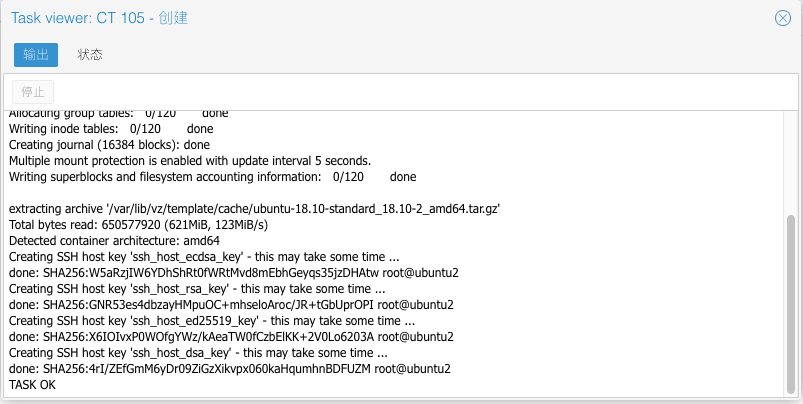 Task viewer: CT 105 - 创建
输出 状态
停止
Allocating group tables: 0/120 done
Writing inode tables: 0/120 done
Creating journal (16384 blocks): done
Multiple mount protection is enabled with update interval 5 seconds.
Writing superblocks and filesystem accounting information: 0/120 done
extracting archive '/var/lib/vz/template/cache/ubuntu-18.10-standard_18.10-2_amd64.tar.gz'
Total bytes read: 650577920 (621MiB, 123MiB/s)
Detected container architecture: amd64
Creating SSH host key 'ssh_host_ecdsa_key' - this may take some time ...
done: SHA256:W5aRzjIW6YDhShRt0fWRtMvd8mEbhGeyqs35jzDHAtw root@ubuntu2
Creating SSH host key 'ssh_host_rsa_key' - this may take some time ...
done: SHA256:GNR53es4dbzayHMpuOC+mhseloAroc/JR+tGbUprOPI root@ubuntu2
Creating SSH host key 'ssh_host_ed25519_key' - this may take some time ...
done: SHA256:X6IOIvxP0WOfgYWz/kAeaTW0fCzbElKK+2V0Lo6203A root@ubuntu2
Creating SSH host key 'ssh_host_dsa_key' - this may take some time ...
done: SHA256:4rI/ZEfGmM6yDr09ZiGzXikvpx060kaHqumhnBDFUZM root@ubuntu2
TASK OK